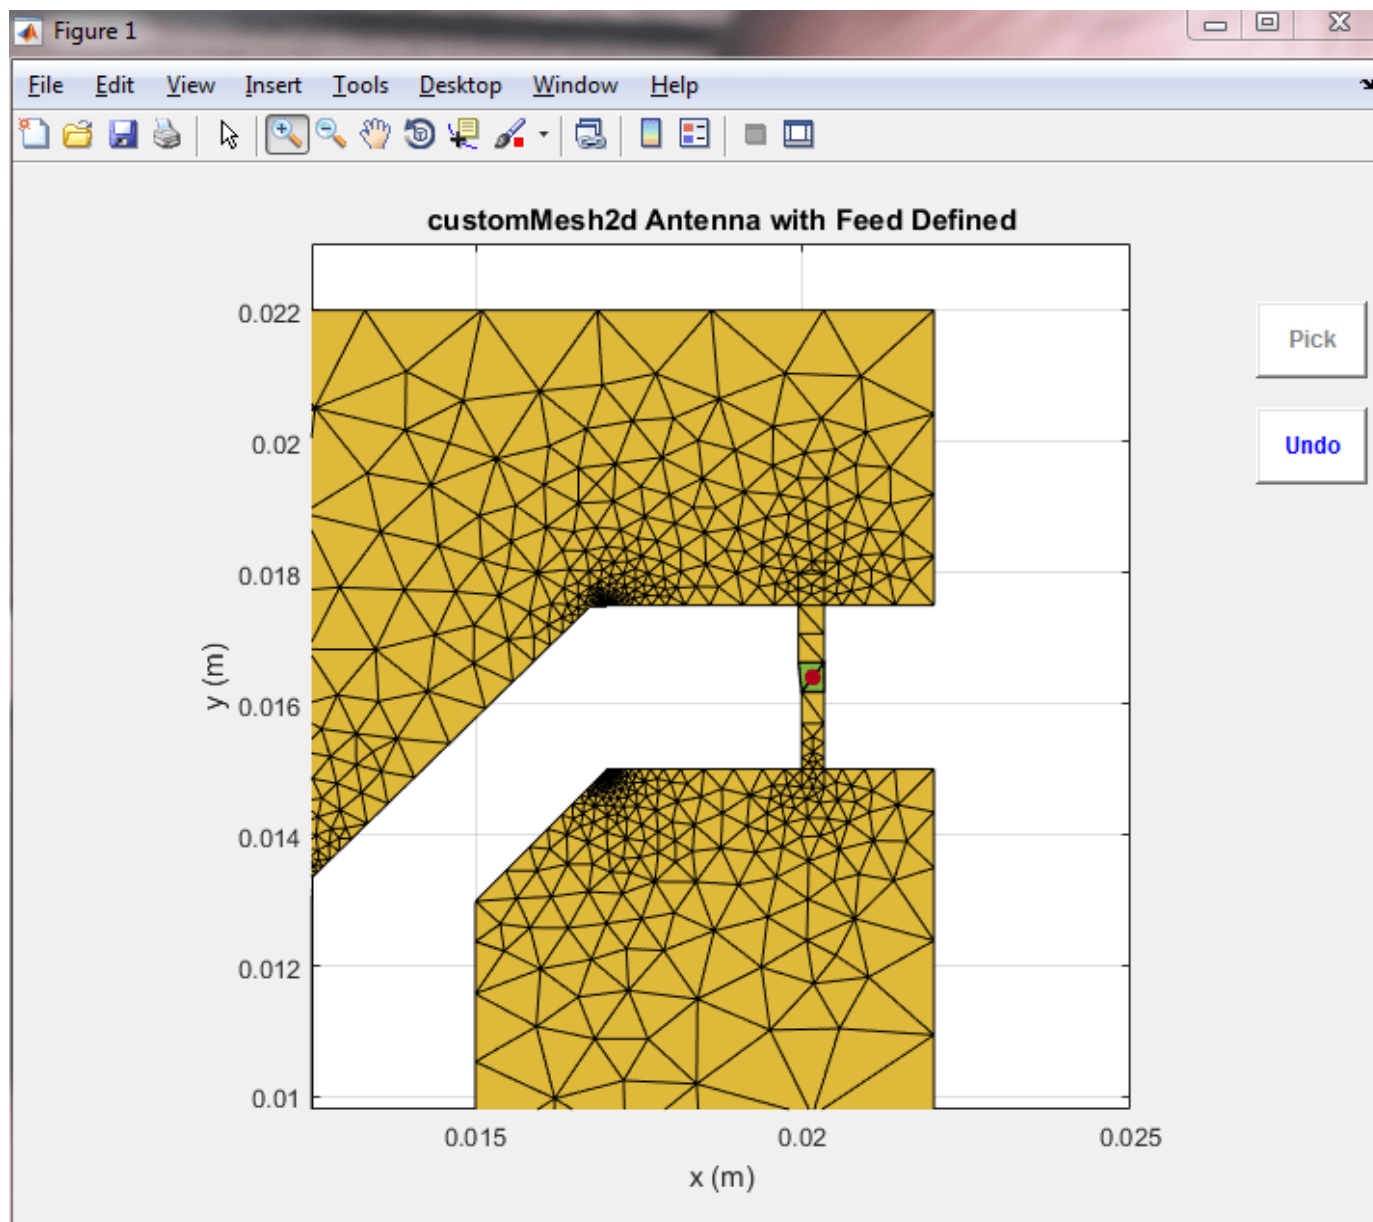 Figure 1
File Edit View Insert Tools Desktop Window Help
customMesh2d Antenna with Feed Defined
0.022
0.02
0.018
0.016
0.014
0.012
0.01
y (m)
0.015 0.02 0.025
x (m)
Pick
Undo